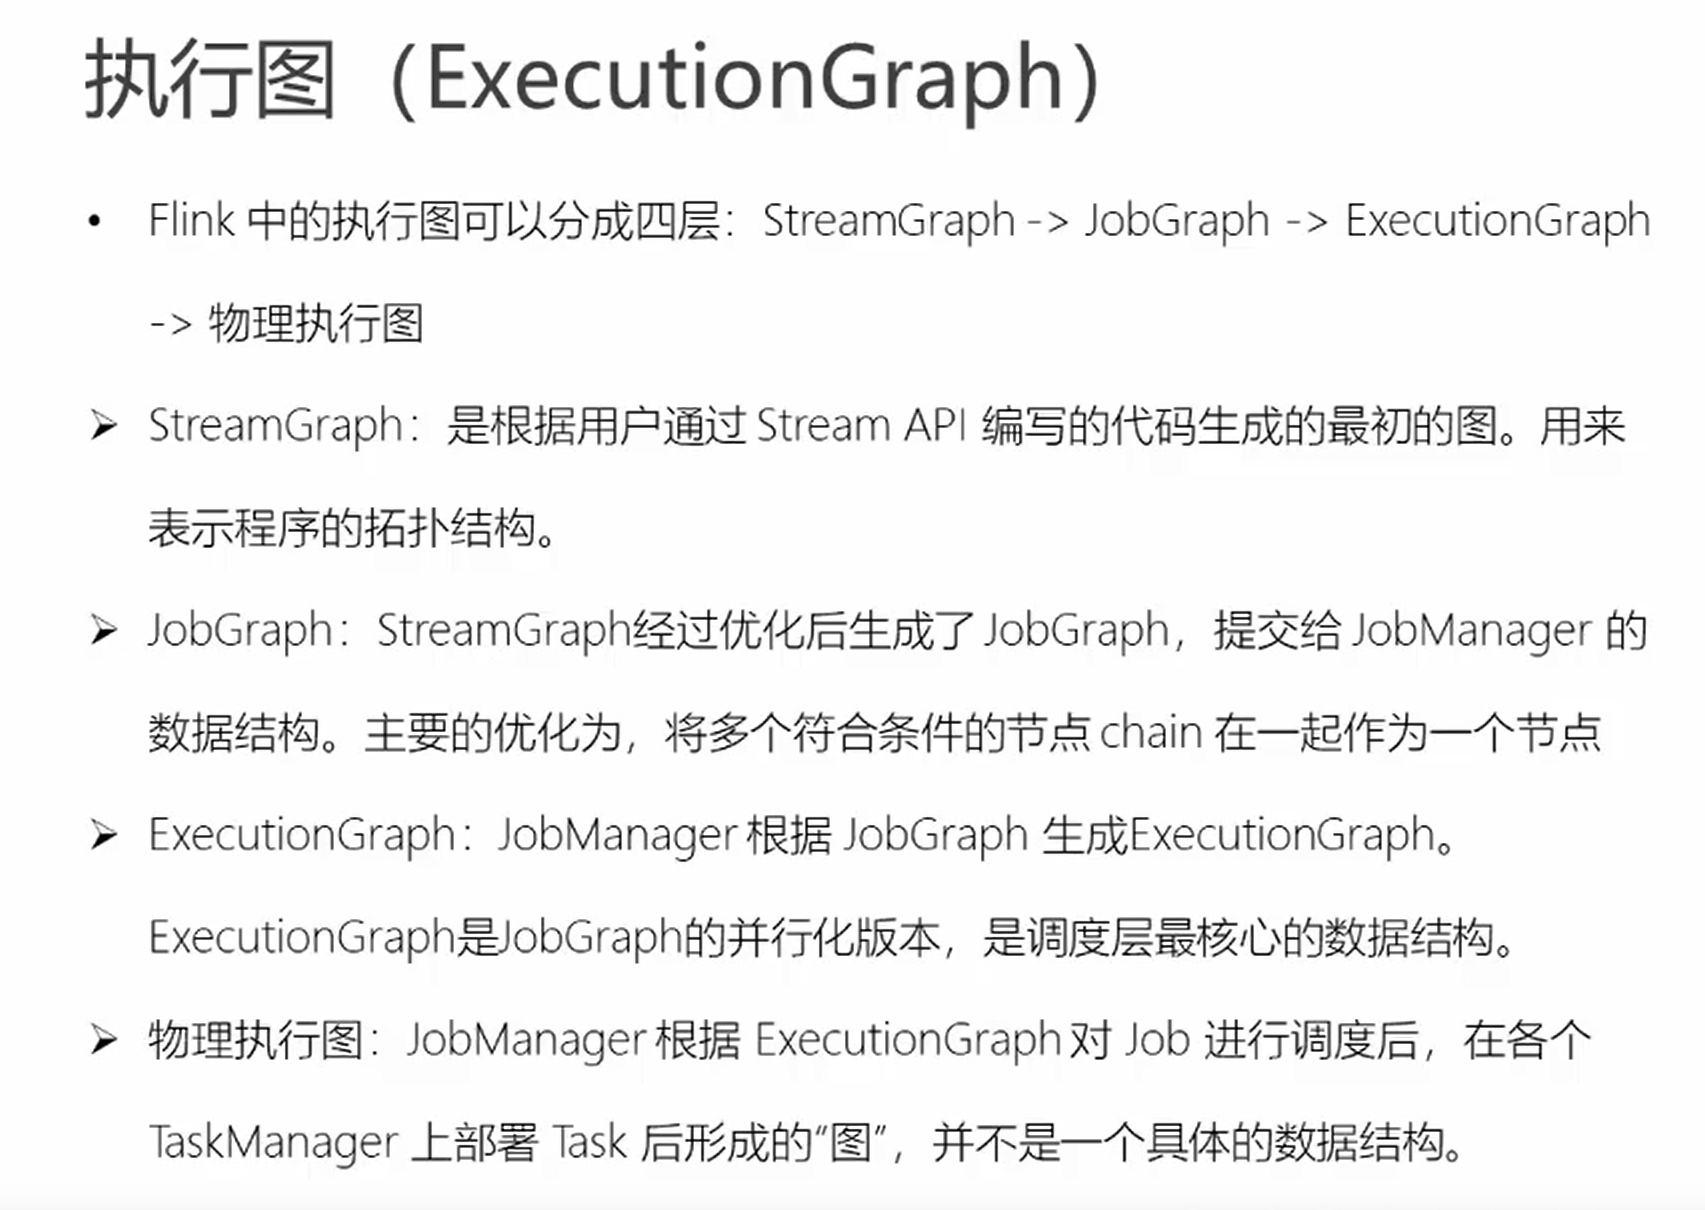 执行图（ExecutionGraph）
• Flink 中的执行图可以分成四层：StreamGraph -> JobGraph -> ExecutionGraph
-> 物理执行图
➢ StreamGraph：是根据用户通过 Stream API 编写的代码生成的最初的图。用来
表示程序的拓扑结构。
➢ JobGraph：StreamGraph经过优化后生成了 JobGraph，提交给 JobManager 的
数据结构。主要的优化为，将多个符合条件的节点 chain 在一起作为一个节点
➢ ExecutionGraph：JobManager 根据 JobGraph 生成ExecutionGraph。
ExecutionGraph是JobGraph的并行化版本，是调度层最核心的数据结构。
➢ 物理执行图：JobManager 根据 ExecutionGraph 对 Job 进行调度后，在各个
TaskManager 上部署 Task 后形成的“图”，并不是一个具体的数据结构。